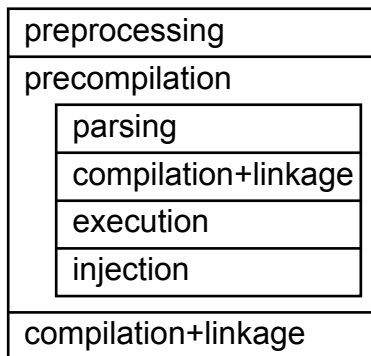 preprocessing
precompilation
parsing
compilation+linkage
execution
injection
compilation+linkage